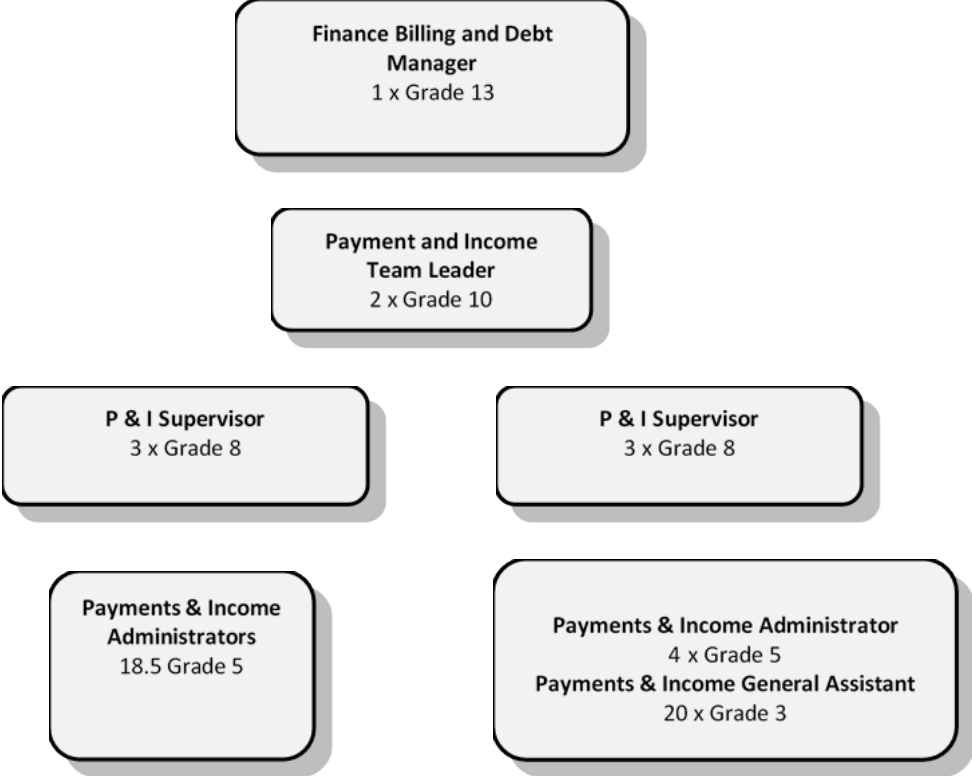 Finance Billing and Debt
Manager
1 x Grade 13
Payment and Income
Team Leader
2 x Grade 10
P & I Supervisor
3 x Grade 8
P & I Supervisor
3 x Grade 8
Payments & Income
Administrators
18.5 Grade 5
Payments & Income Administrator
4 x Grade 5
Payments & Income General Assistant
20 x Grade 3